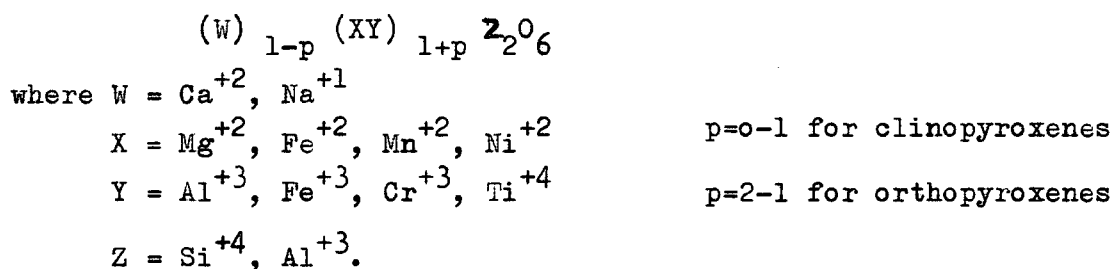 (W) 1-p (XY) 1+p Z2O6
where W = Ca+2, Na+1
X = Mg+2, Fe+2, Mn+2, Ni+2 p=o-1 for clinopyroxenes
Y = Al+3, Fe+3, Cr+3, Ti+4 p=2-1 for orthopyroxenes
Z = Si+4, Al+3.